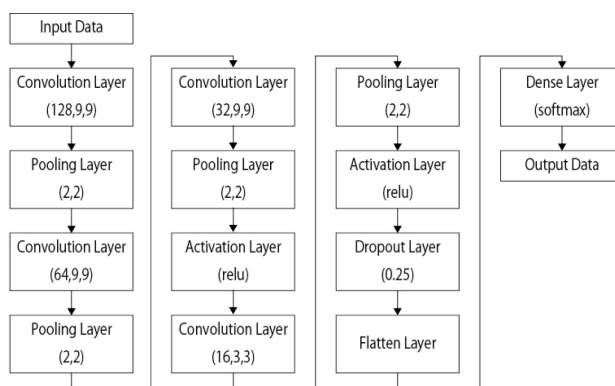 Input Data
Convolution Layer
(128,9,9)
Pooling Layer
(2,2)
Convolution Layer
(64,9,9)
Pooling Layer
(2,2)
Convolution Layer
(32,9,9)
Pooling Layer
(2,2)
Activation Layer
(relu)
Convolution Layer
(16,3,3)
Pooling Layer
(2,2)
Activation Layer
(relu)
Dropout Layer
(0.25)
Flatten Layer
Dense Layer
(softmax)
Output Data